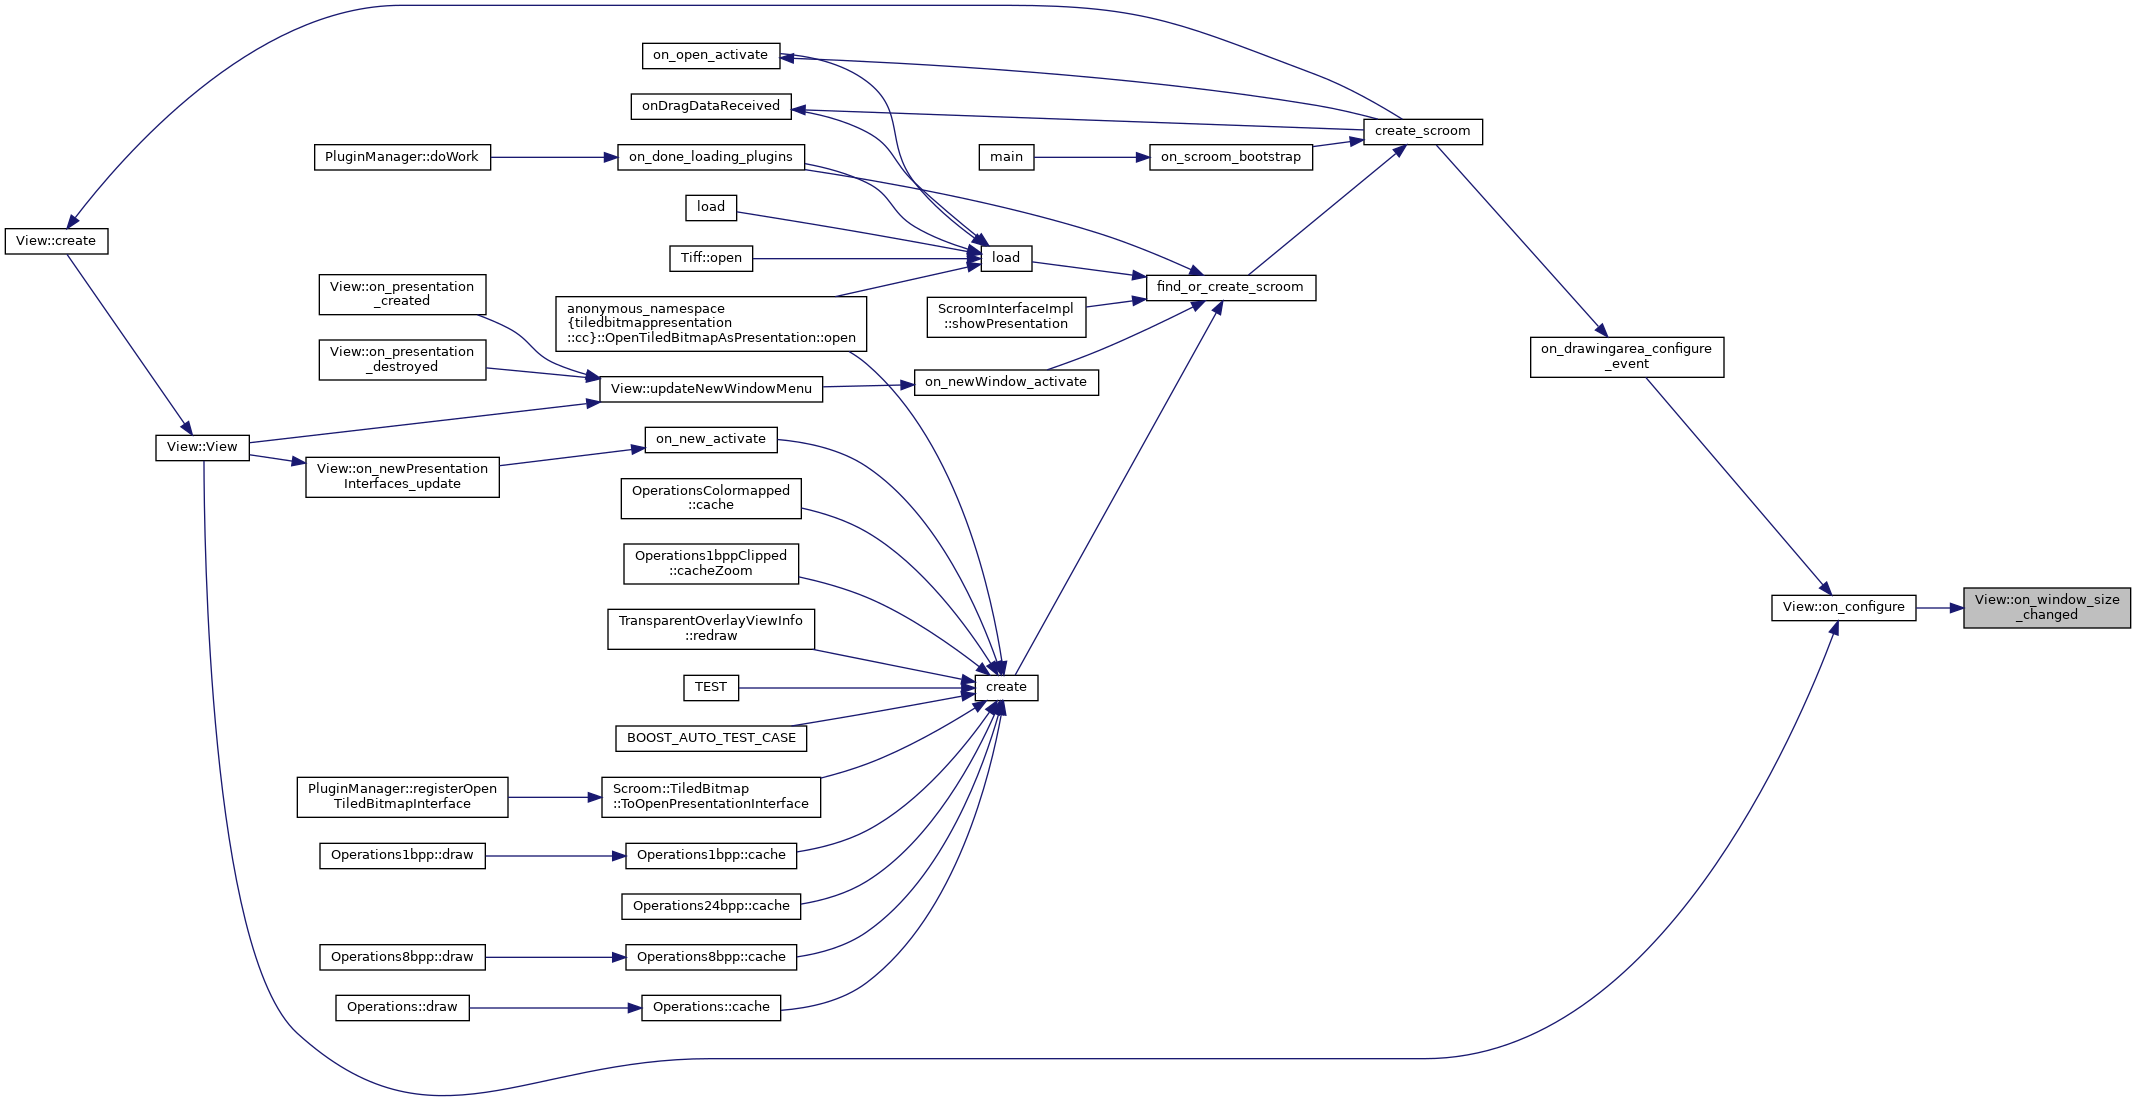 on_open_activate
onDragDataReceived
create_scroom
PluginManager::doWork
on_done_loading_plugins
main
on_scroom_bootstrap
load
View::create
Tiff::open
load
View::on_presentation
_created
anonymous_namespace
{tiledbitmappresentation
::cc}::OpenTiledBitmapAsPresentation::open
ScroomInterfaceImpl
::showPresentation
find_or_create_scroom
View::on_presentation
_destroyed
on_drawingarea_configure
_event
View::updateNewWindowMenu
on_newWindow_activate
View::View
on_new_activate
View::on_newPresentation
Interfaces_update
OperationsColormapped
::cache
Operations1bppClipped
::cacheZoom
View::on_configure
View::on_window_size
_changed
TransparentOverlayViewInfo
::redraw
TEST
create
BOOST_AUTO_TEST_CASE
PluginManager::registerOpen
TiledBitmapInterface
Scroom::TiledBitmap
::ToOpenPresentationInterface
Operations1bpp::draw
Operations1bpp::cache
Operations24bpp::cache
Operations8bpp::draw
Operations8bpp::cache
Operations::draw
Operations::cache